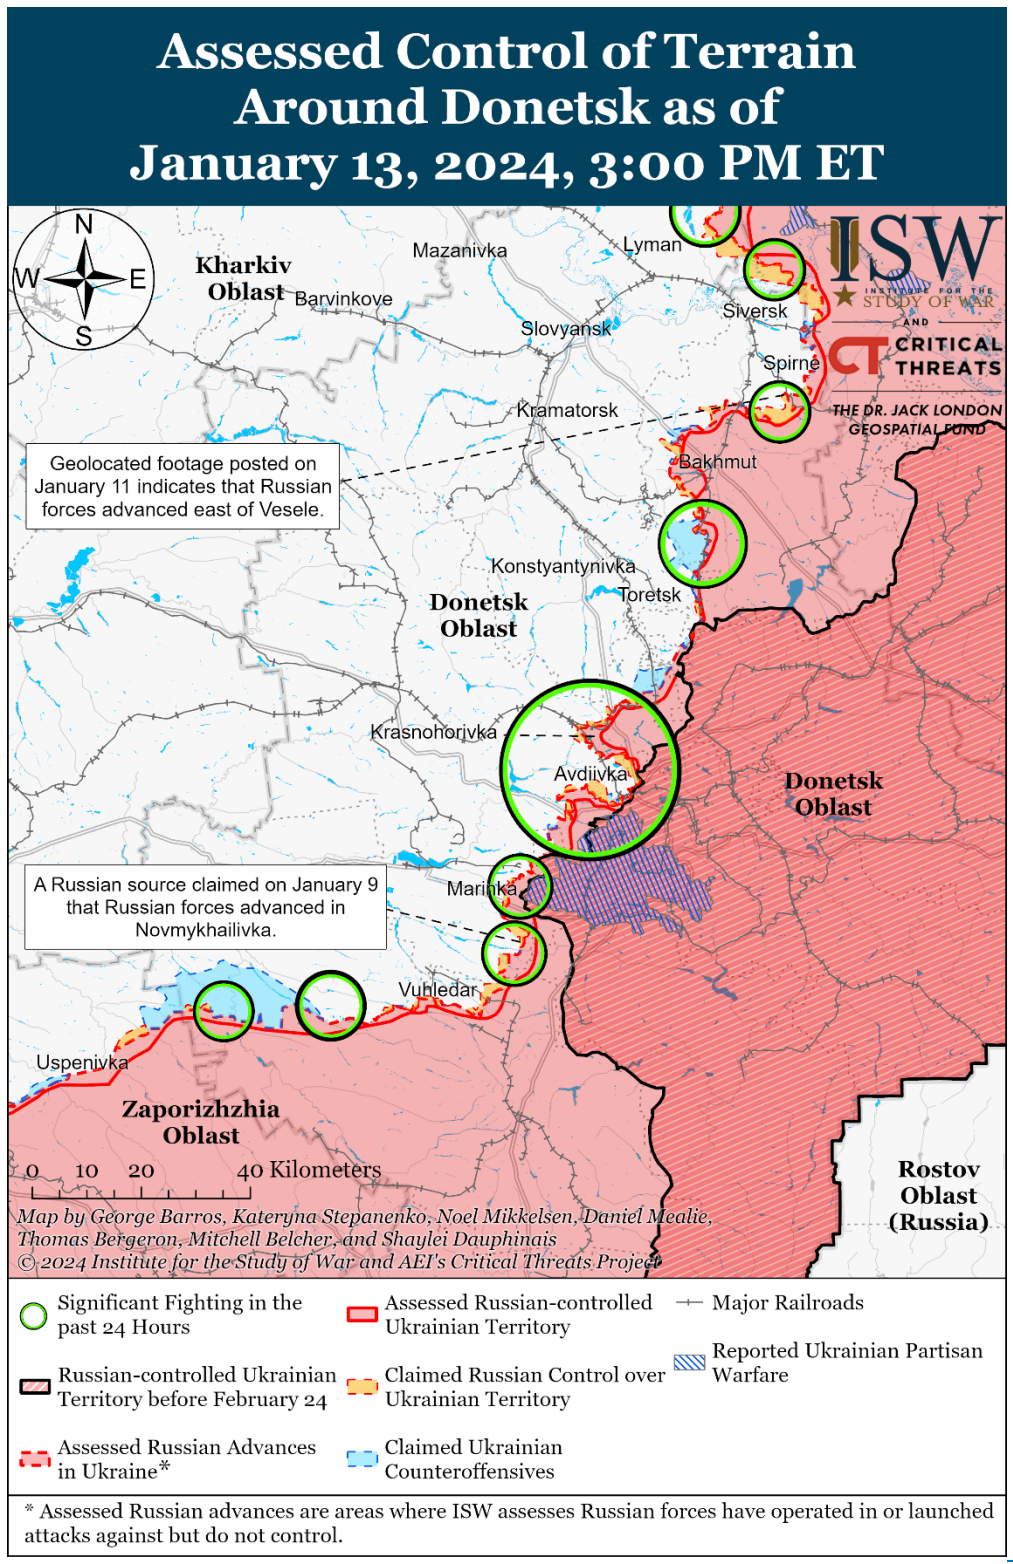 Assessed Control of Terrain
Around Donetsk as of
January 13, 2024, 3:00 PM ET
N
W
E
S
Kharkiv
Oblast
Mazanivka
Lyman
Barvinkove
Slovyansk
Siversk
Spirne
Kramatorsk
Bakhmut
ISW
INSTITUTE FOR THE
STUDY OF WAR
AND
CT CRITICAL
THREATS
THE DR. JACK LONDON
GEOSPATIAL FUND
Geolocated footage posted on
January 11 indicates that Russian
forces advanced east of Vesele.
Konstyantynivka
Toretsk
Donetsk
Oblast
Krasnohorivka
Avdiivka
Donetsk
Oblast
A Russian source claimed on January 9
that Russian forces advanced in
Novmykhailivka.
Marinka
Vuhledar
Uspenivka
Zaporizhzhia
Oblast
Rostov
Oblast
(Russia)
0 10 20 40 Kilometers
Map by George Barros, Kateryna Stepanenko, Noel Mikkelsen, Daniel Mealie,
Thomas Bergeron, Mitchell Belcher, and Shaylei Dauphinais
© 2024 Institute for the Study of War and AEI's Critical Threats Project
Significant Fighting in the
past 24 Hours
Russian-controlled Ukrainian
Territory before February 24
Assessed Russian Advances
in Ukraine*
Assessed Russian-controlled
Ukrainian Territory
Claimed Russian Control over
Ukrainian Territory
Claimed Ukrainian
Counteroffensives
Major Railroads
Reported Ukrainian Partisan
Warfare
* Assessed Russian advances are areas where ISW assesses Russian forces have operated in or launched
attacks against but do not control.